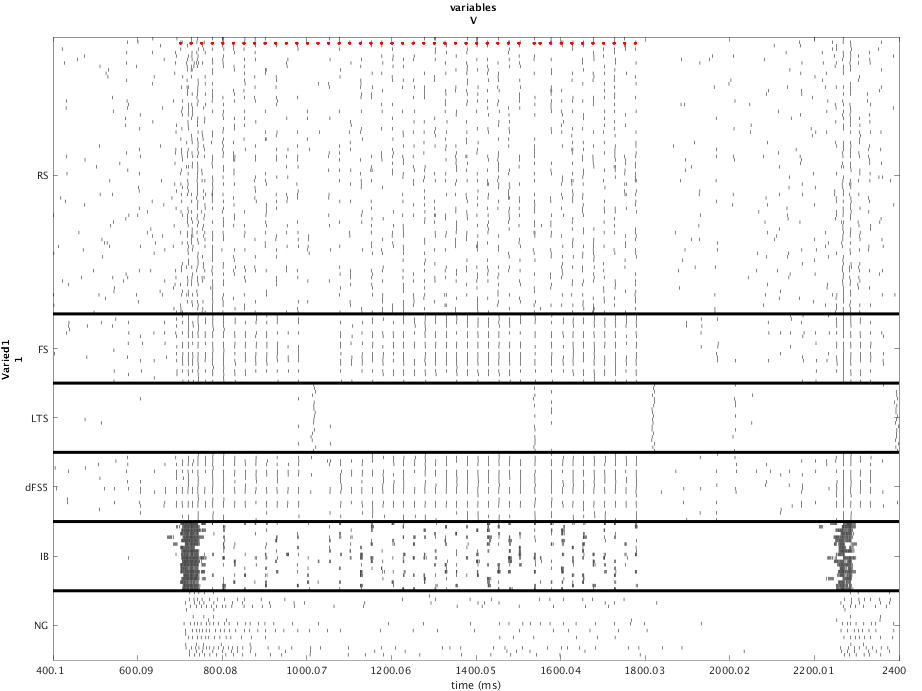 variables
V
RS
FS
LTS
dFS5
IB
NG
Varied1
1
400.1 600.09 800.08 1000.07 1200.06 1400.05 1600.04 1800.03 2000.02 2200.01 2400
time (ms)